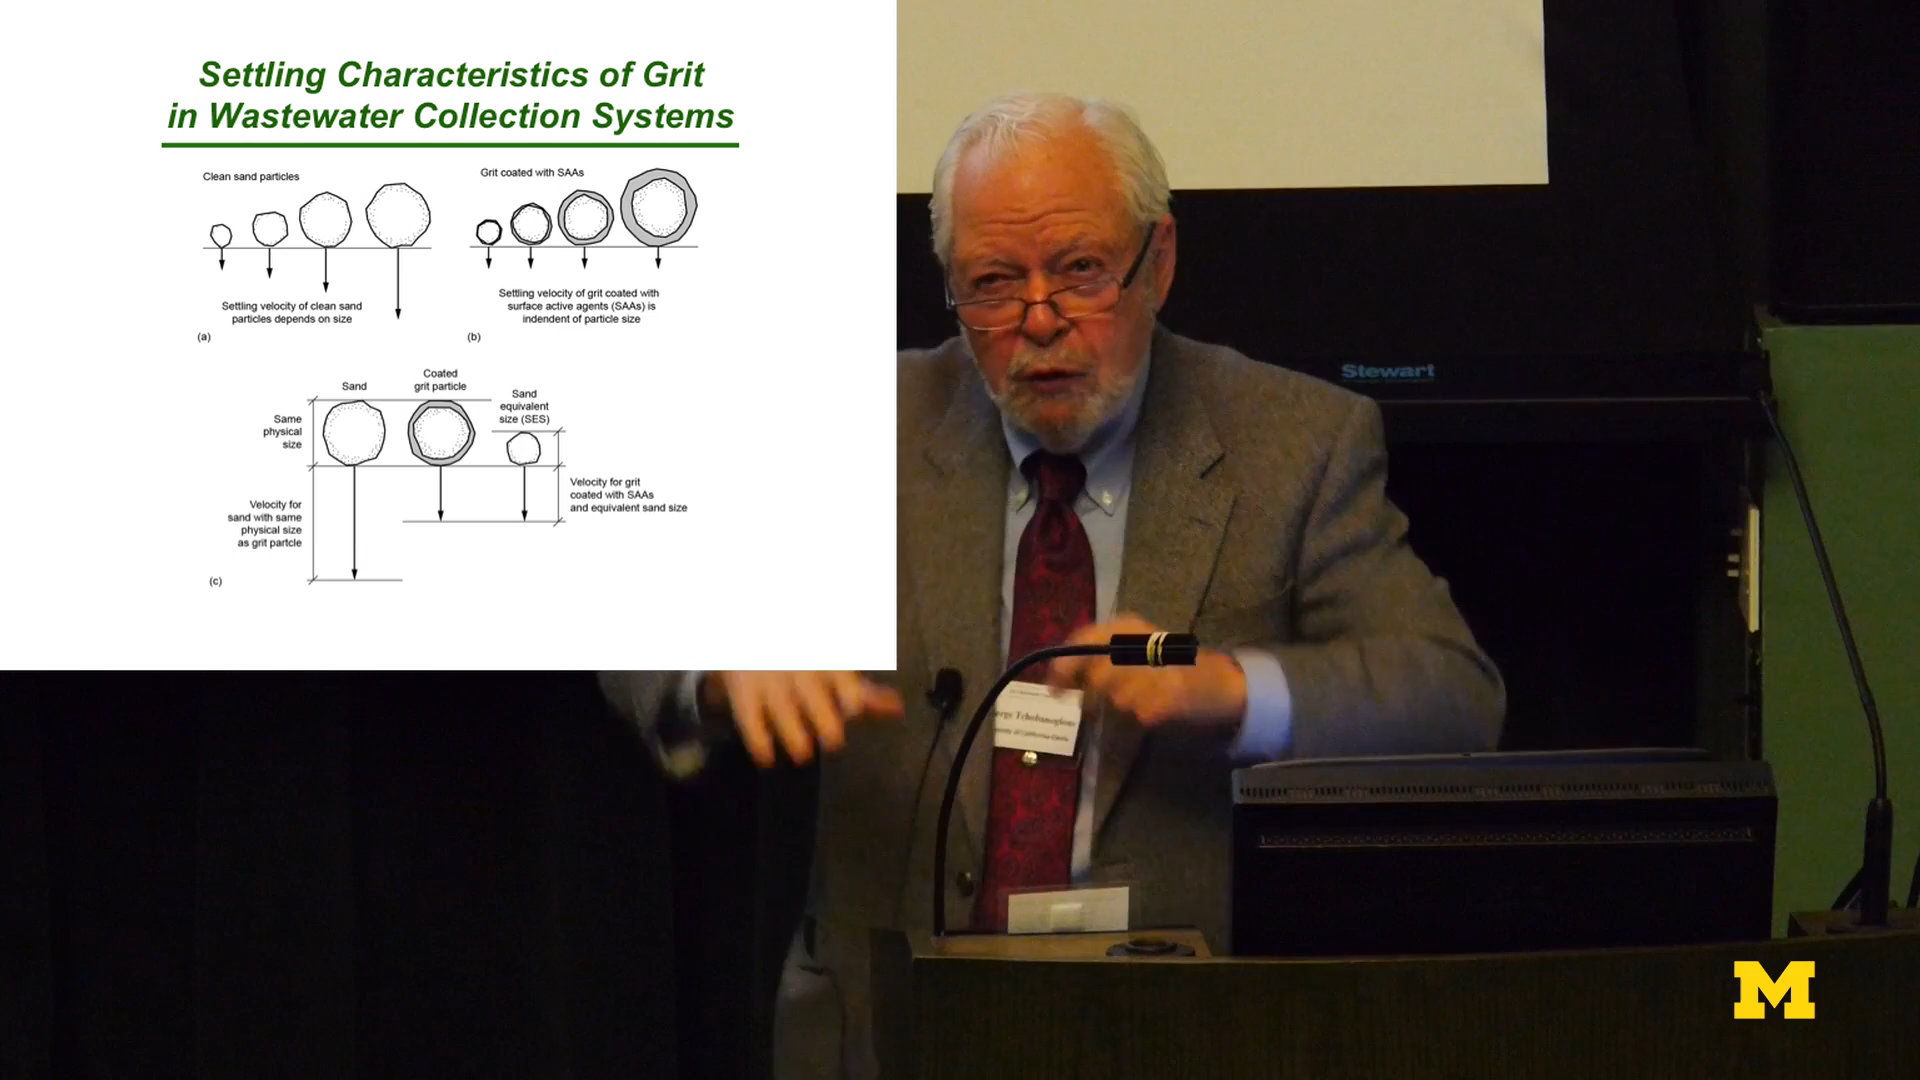 Settling Characteristics of Grit
in Wastewater Collection Systems
Clean sand particles
Settling velocity of clean sand
particles depends on size
(a)
Grit coated with SAAs
Settling velocity of grit coated with
surface active agents (SAAs) is
indendent of particle size
(b)
Sand
Coated
grit particle
Sand
equivalent
size (SES)
Same
physical
size
Velocity for
sand with same
physical size
as grit partcle
Velocity for grit
coated with SAAs
and equivalent sand size
(c)
Stewart
Tchobanoglous
M